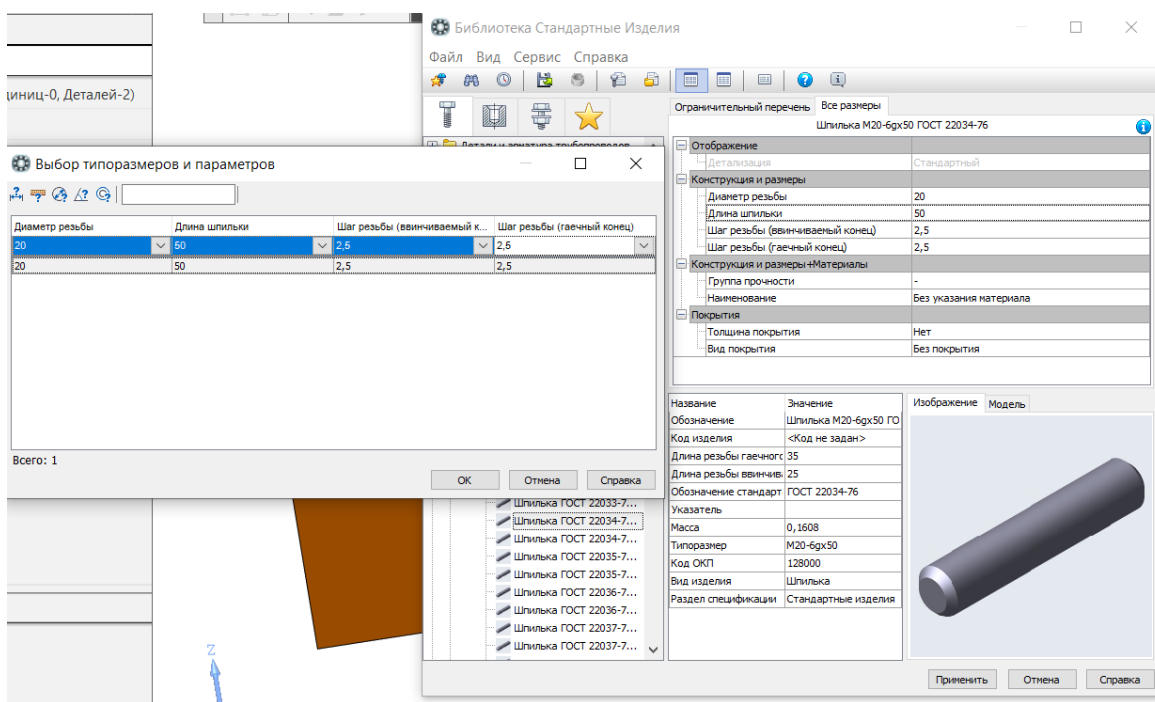 Библиотека Стандартные Изделия
Файл Вид Сервис Справка
диниц-0, Деталей-2)
Ограничительный перечень Все размеры
Шпилька М20-6gx50 ГОСТ 22034-76
Детали и арматура трубопроводов
Отображение
Детализация Стандартный
Конструкция и размеры
Диаметр резьбы 20
Длина шпильки 50
Шаг резьбы (ввинчиваемый конец) 2,5
Шаг резьбы (гаечный конец) 2,5
Конструкция и размеры+Материалы
Группа прочности -
Наименование Без указания материала
Покрытия
Толщина покрытия Нет
Вид покрытия Без покрытия
Выбор типоразмеров и параметров
Диаметр резьбы Длина шпильки Шаг резьбы (ввинчиваемый к... Шаг резьбы (гаечный конец)
20 50 2,5 2,5
20 50 2,5 2,5
Всего: 1
ОК Отмена Справка
Шпилька ГОСТ 22033-7...
Шпилька ГОСТ 22034-7...
Шпилька ГОСТ 22034-7...
Шпилька ГОСТ 22035-7...
Шпилька ГОСТ 22035-7...
Шпилька ГОСТ 22036-7...
Шпилька ГОСТ 22036-7...
Шпилька ГОСТ 22037-7...
Шпилька ГОСТ 22037-7...
Название Значение
Обозначение Шпилька М20-6gx50 ГО
Код изделия <Код не задан>
Длина резьбы гаечного 35
Длина резьбы ввинчив 25
Обозначение стандарт ГОСТ 22034-76
Указатель
Масса 0,1608
Типоразмер М20-6gx50
Код ОКП 128000
Вид изделия Шпилька
Раздел спецификации Стандартные изделия
Изображение Модель
Z
Применить Отмена Справка